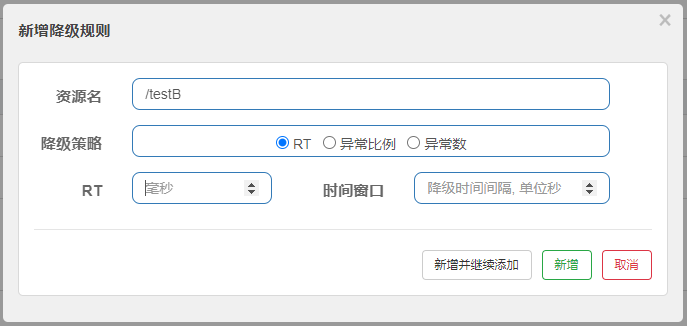 新增降级规则 ×
资源名 /testB
降级策略 RT 异常比例 异常数
RT 毫秒 时间窗口 降级时间间隔, 单位秒
新增并继续添加 新增 取消